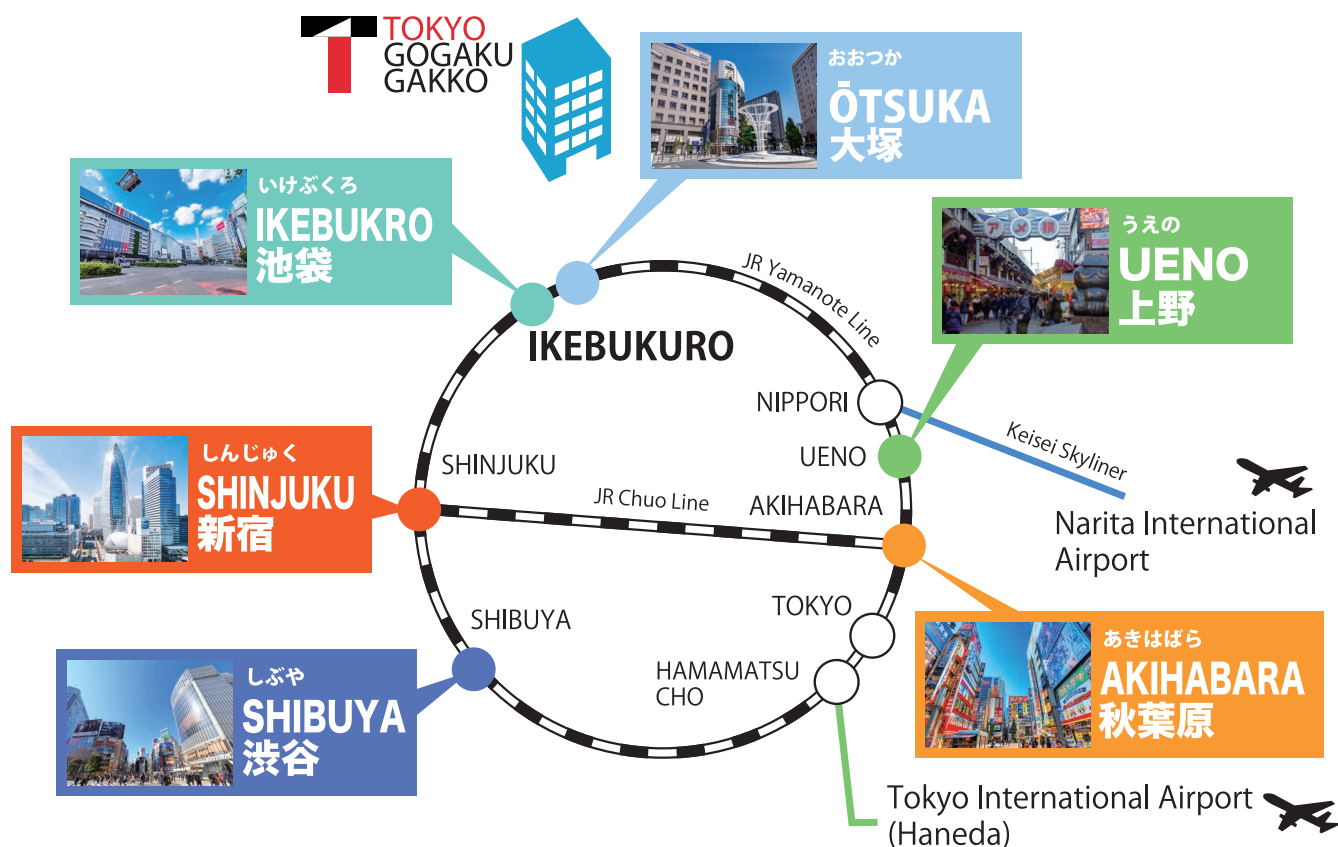 TOKYO
GOGAKU
GAKKO
おおつか
ŌTSUKA
大塚
いけぶくろ
IKEBUKRO
池袋
うえの
UENO
上野
アメ横
JR Yamanote Line
IKEBUKURO
NIPPORI
UENO
Keisei Skyliner
しんじゅく
SHINJUKU
新宿
SHINJUKU
JR Chuo Line
AKIHABARA
Narita International
Airport
TOKYO
SHIBUYA
HAMAMATSU
CHO
しぶや
SHIBUYA
渋谷
あきはばら
AKIHABARA
秋葉原
Tokyo International Airport
(Haneda)